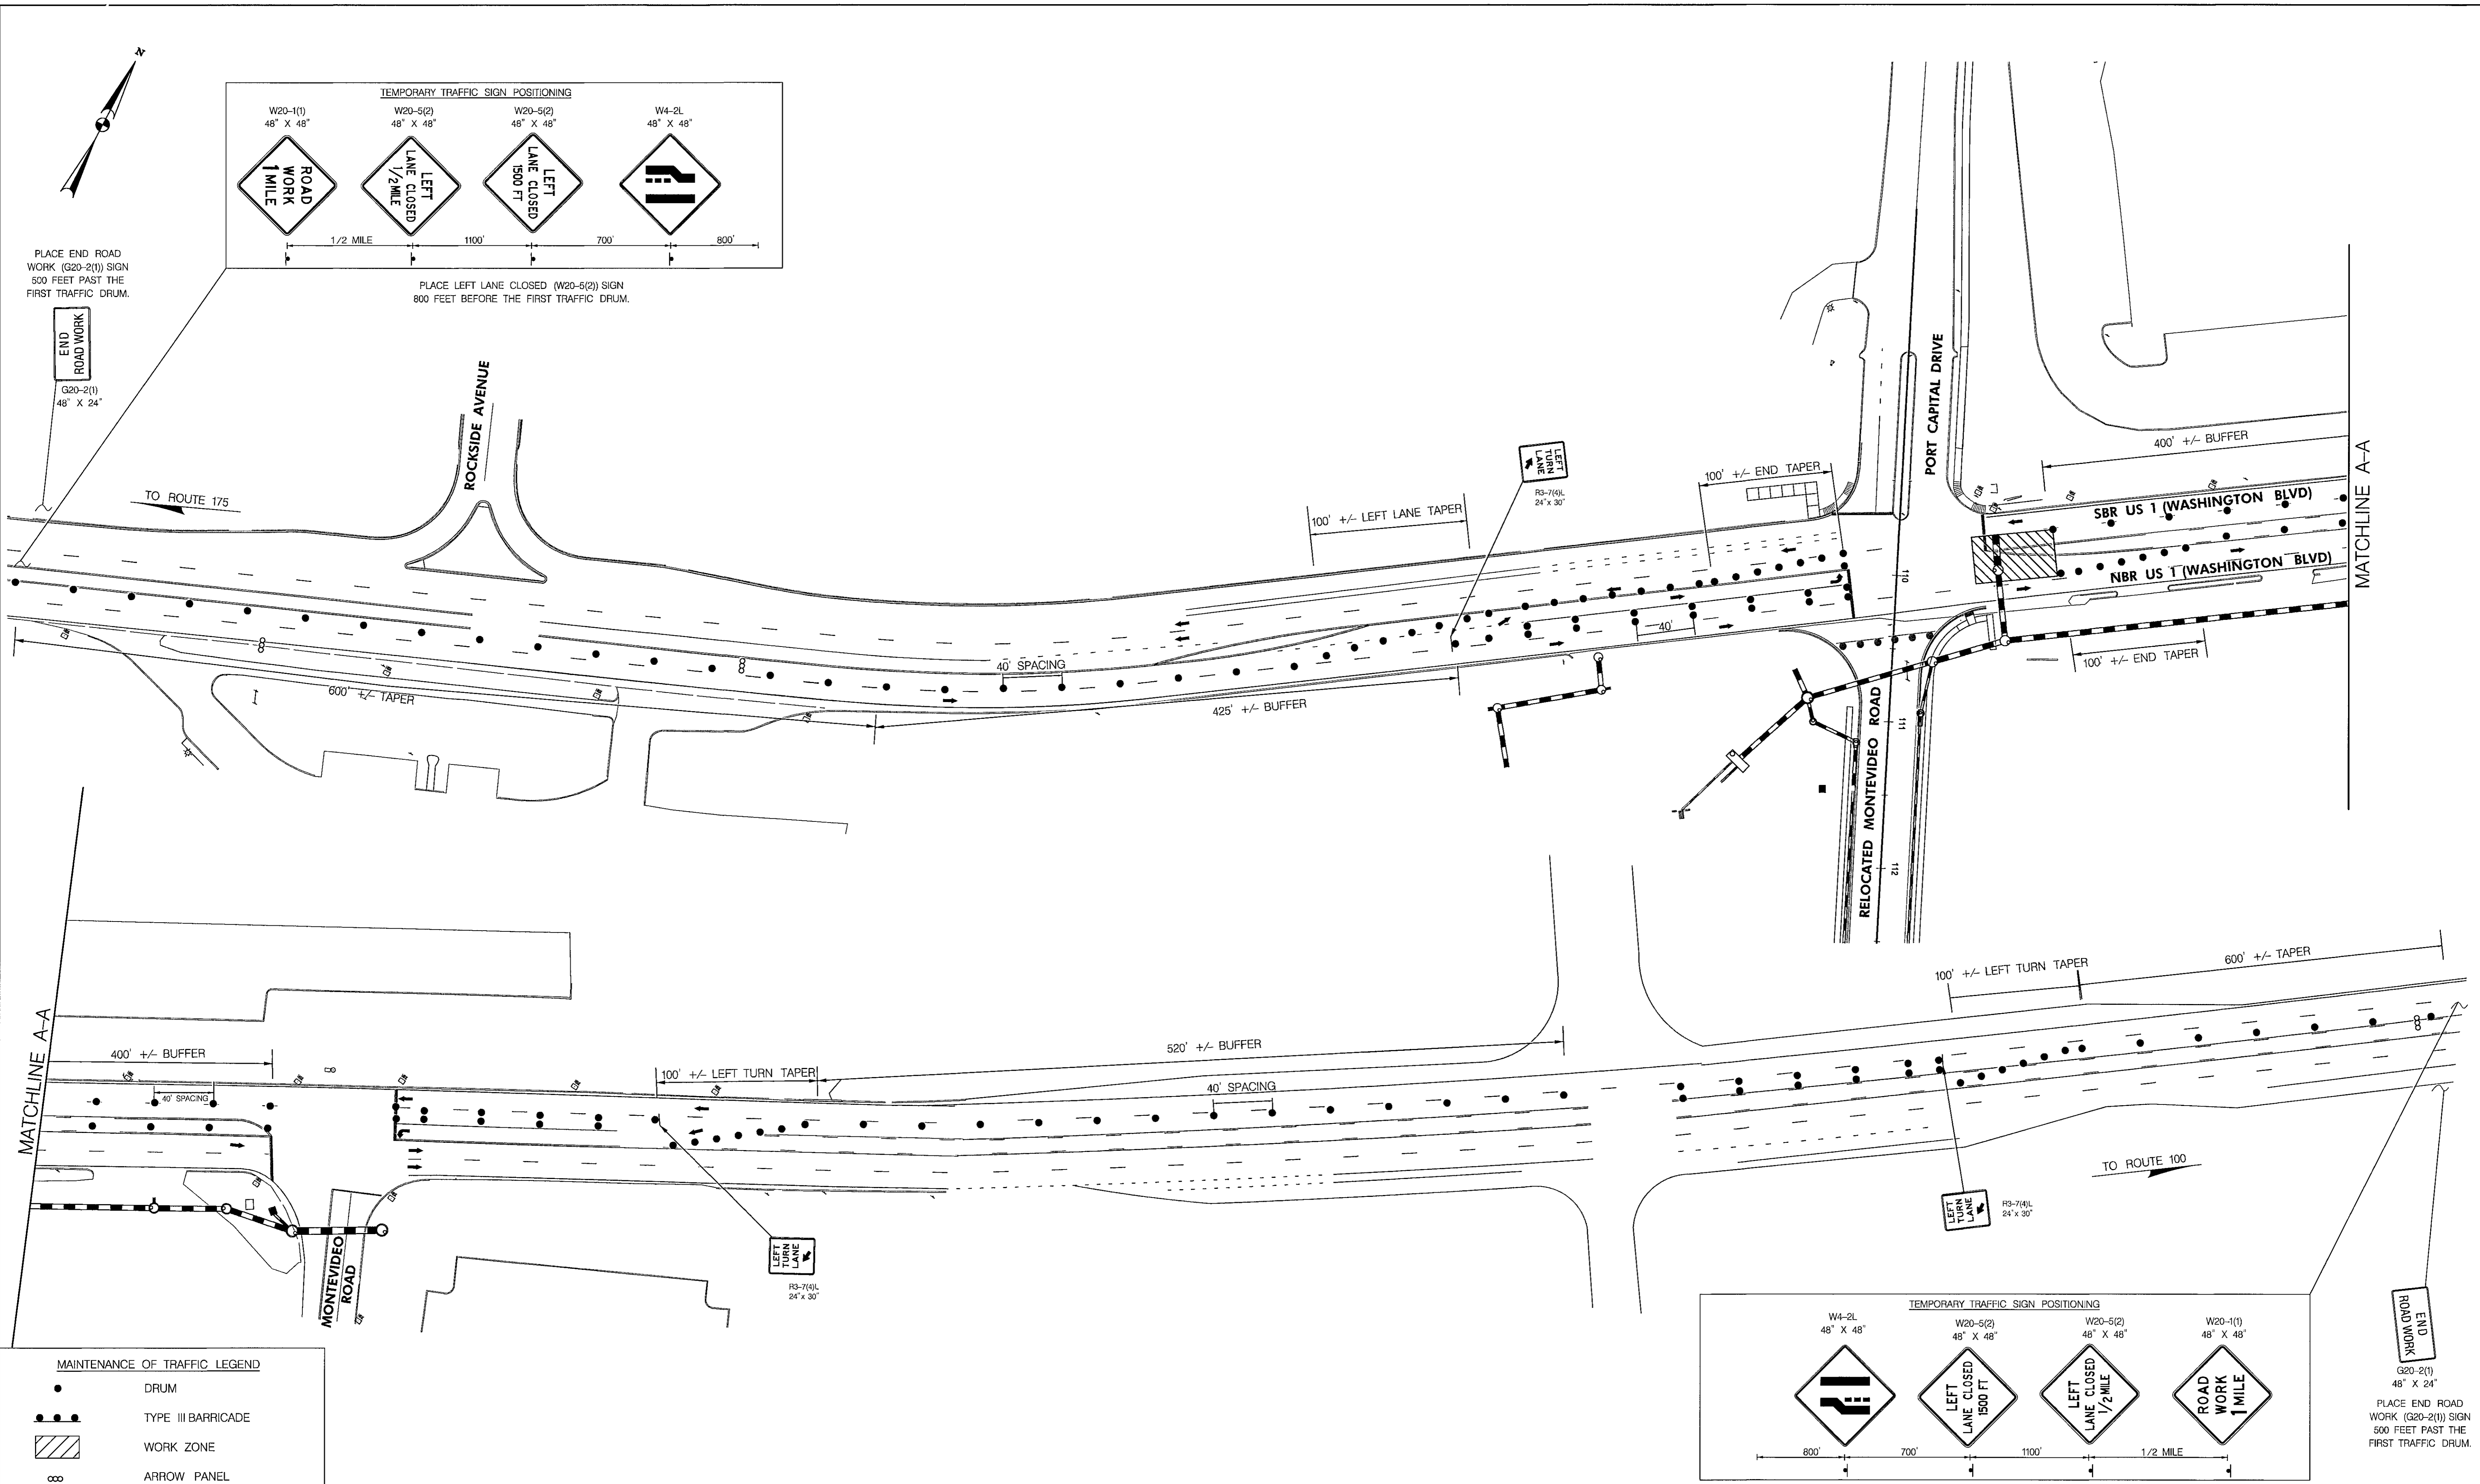 N
TEMPORARY TRAFFIC SIGN POSITIONING
W20-1(1)
48" X 48"
W20-5(2)
48" X 48"
W20-5(2)
48" X 48"
W4-2L
48" X 48"
ROAD
WORK
1 MILE
LEFT
LANE CLOSED
1/2 MILE
LEFT
LANE CLOSED
1500 FT
1/2 MILE
1100'
700'
800'
PLACE LEFT LANE CLOSED (W20-5(2)) SIGN
800 FEET BEFORE THE FIRST TRAFFIC DRUM.
PLACE END ROAD
WORK (G20-2(1)) SIGN
500 FEET PAST THE
FIRST TRAFFIC DRUM.
END
ROAD WORK
G20-2(1)
48" X 24"
TO ROUTE 175
ROCKSIDE AVENUE
600' +/- TAPER
40' SPACING
425' +/- BUFFER
100' +/- LEFT LANE TAPER
LEFT
TURN
LANE
R3-7(4)L
24"x 30"
100' +/- END TAPER
40'
PORT CAPITAL DRIVE
400' +/- BUFFER
SBR US 1 (WASHINGTON BLVD)
NBR US 1 (WASHINGTON BLVD)
100' +/- END TAPER
MATCHLINE A-A
110
111
112
RELOCATED MONTEVIDEO ROAD
MATCHLINE A-A
400' +/- BUFFER
40' SPACING
MONTEVIDEO
ROAD
100' +/- LEFT TURN TAPER
520' +/- BUFFER
40' SPACING
LEFT
TURN
LANE
R3-7(4)L
24"x 30"
100' +/- LEFT TURN TAPER
600' +/- TAPER
TO ROUTE 100
LEFT
TURN
LANE
R3-7(4)L
24"x 30"
TEMPORARY TRAFFIC SIGN POSITIONING
W4-2L
48" X 48"
W20-5(2)
48" X 48"
W20-5(2)
48" X 48"
W20-1(1)
48" X 48"
LEFT
LANE CLOSED
1500 FT
LEFT
LANE CLOSED
1/2 MILE
ROAD
WORK
1 MILE
800'
700'
1100'
1/2 MILE
END
ROAD WORK
G20-2(1)
48" X 24"
PLACE END ROAD
WORK (G20-2(1)) SIGN
500 FEET PAST THE
FIRST TRAFFIC DRUM.
MAINTENANCE OF TRAFFIC LEGEND
DRUM
TYPE III BARRICADE
WORK ZONE
ARROW PANEL